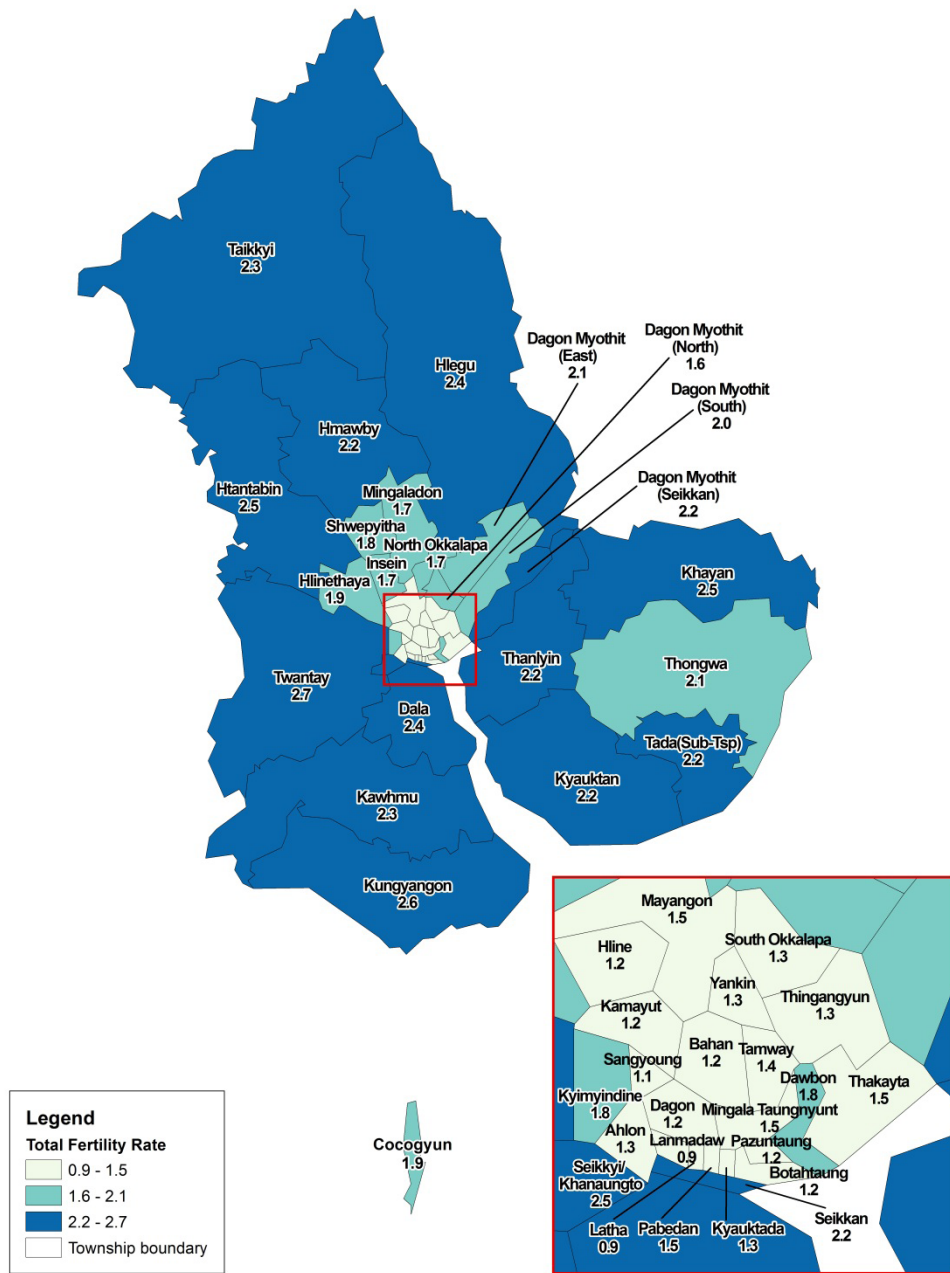 Taikkyi
2.3
Hlegu
2.4
Dagon Myothit
(East)
2.1
Dagon Myothit
(North)
1.6
Dagon Myothit
(South)
2.0
Dagon Myothit
(Seikkan)
2.2
Hmawby
2.2
Htantabin
2.5
Mingaladon
1.7
Shwepyitha
1.8
North Okkalapa
1.7
Insein
1.7
Hlinethaya
1.9
Khayan
2.5
Thanlyin
2.2
Thongwa
2.1
Twantay
2.7
Dala
2.4
Tada(Sub-Tsp)
2.2
Kyauktan
2.2
Kawhmu
2.3
Kungyangon
2.6
Cocogyun
1.9
Mayangon
1.5
Hline
1.2
South Okkalapa
1.3
Yankin
1.3
Thingangyun
1.3
Kamayut
1.2
Bahan
1.2
Tamway
1.4
Sangyoung
1.1
Dawbon
1.8
Thakayta
1.5
Kyimyindine
1.8
Dagon
1.2
Mingala Taungnyunt
1.5
Ahlon
1.3
Lanmadaw
0.9
Pazuntaung
1.2
Botahtaung
1.2
Seikkyi/
Khanaungto
2.5
Latha
0.9
Pabedan
1.5
Kyauktada
1.3
Seikkan
2.2
Legend
Total Fertility Rate
0.9 - 1.5
1.6 - 2.1
2.2 - 2.7
Township boundary